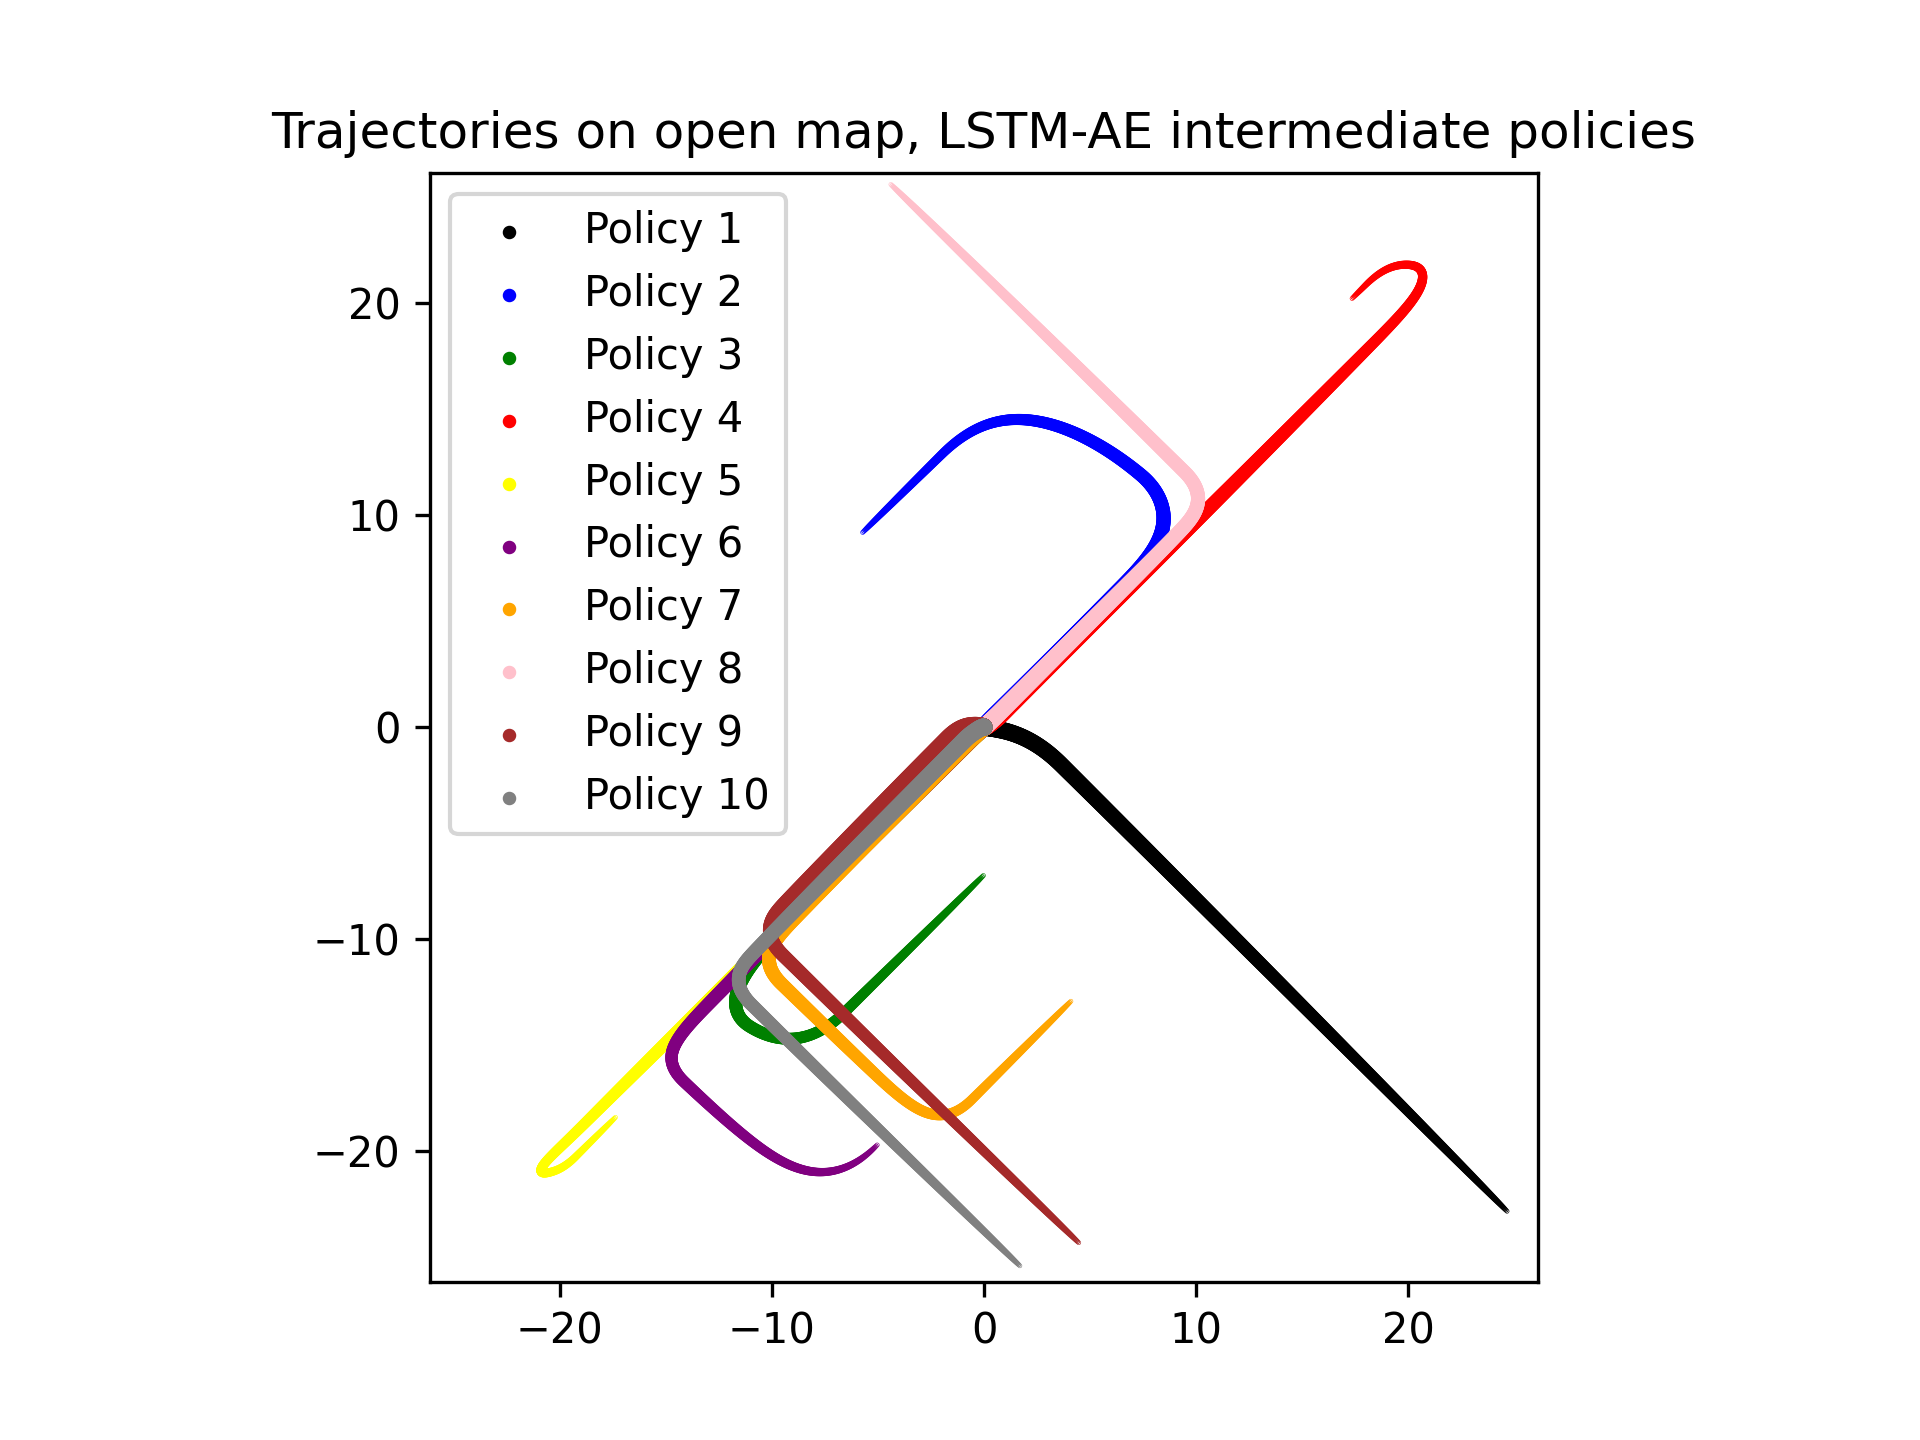 Trajectories on open map, LSTM-AE intermediate policies
Policy 1
Policy 2
Policy 3
Policy 4
Policy 5
Policy 6
Policy 7
Policy 8
Policy 9
Policy 10
20
10
0
−10
−20
−20 −10 0 10 20